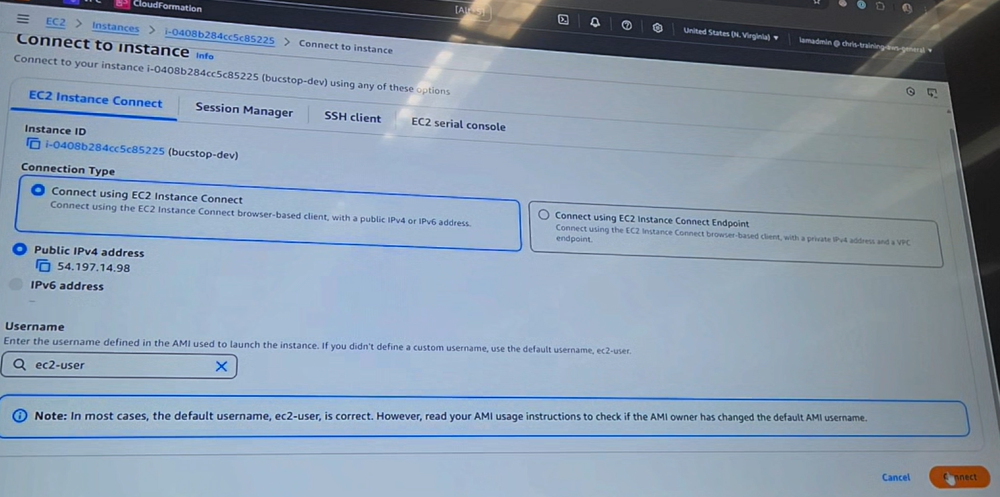 CloudFormation
[Alt+S]
United States (N. Virginia)
iamadmin @ chris-training-aws-general
EC2 > Instances > i-0408b284cc5c85225 > Connect to instance
Connect to instance Info
Connect to your instance i-0408b284cc5c85225 (bucstop-dev) using any of these options
EC2 Instance Connect
Session Manager
SSH client
EC2 serial console
Instance ID
i-0408b284cc5c85225 (bucstop-dev)
Connection Type
Connect using EC2 Instance Connect
Connect using the EC2 Instance Connect browser-based client, with a public IPv4 or IPv6 address.
Connect using EC2 Instance Connect Endpoint
Connect using the EC2 Instance Connect browser-based client, with a private IPv4 address and a VPC
endpoint.
Public IPv4 address
54.197.14.98
IPv6 address
–
Username
Enter the username defined in the AMI used to launch the instance. If you didn't define a custom username, use the default username, ec2-user.
ec2-user
Note: In most cases, the default username, ec2-user, is correct. However, read your AMI usage instructions to check if the AMI owner has changed the default AMI username.
Cancel
Connect